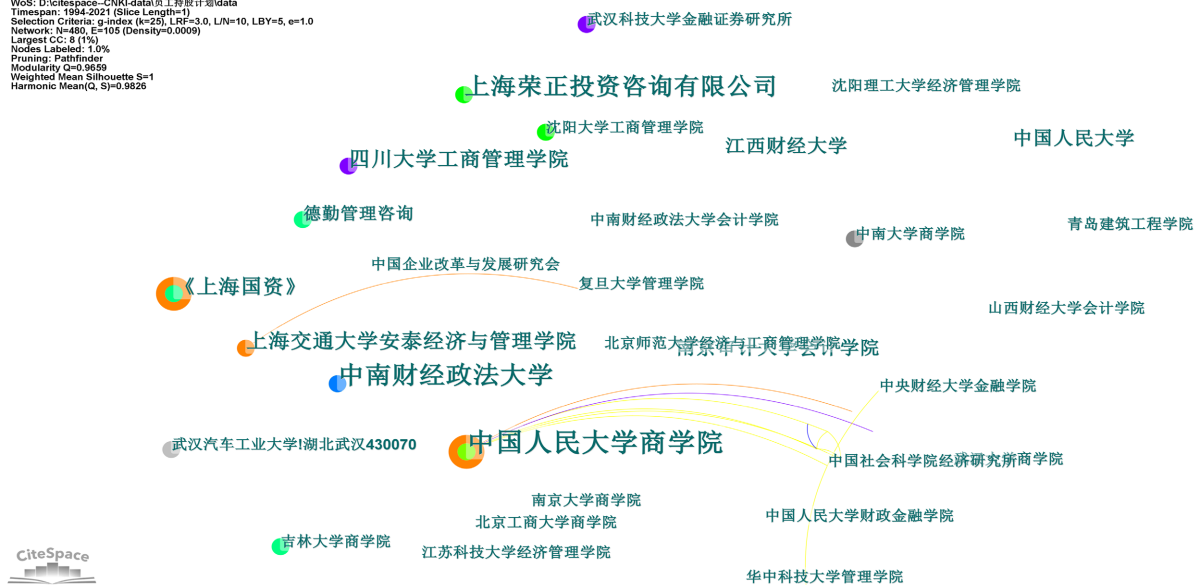 WoS: D:\citespace--CNKI-data\员工持股计划\data
Timespan: 1994-2021 (Slice Length=1)
Selection Criteria: g-index (k=25), LRF=3.0, L/N=10, LBY=5, e=1.0
Network: N=480, E=105 (Density=0.0009)
Largest CC: 8 (1%)
Nodes Labeled: 1.0%
Pruning: Pathfinder
Modularity Q=0.9659
Weighted Mean Silhouette S=1
Harmonic Mean(Q, S)=0.9826
武汉科技大学金融证券研究所
上海荣正投资咨询有限公司
沈阳理工大学经济管理学院
沈阳大学工商管理学院
中国人民大学
江西财经大学
四川大学工商管理学院
德勤管理咨询
中南财经政法大学会计学院
青岛建筑工程学院
中南大学商学院
中国企业改革与发展研究会
复旦大学管理学院
《上海国资》
山西财经大学会计学院
上海交通大学安泰经济与管理学院
北京师范大学经济与工商管理学院
南京审计大学会计学院
中南财经政法大学
中央财经大学金融学院
武汉汽车工业大学!湖北武汉430070
中国人民大学商学院
中国社会科学院经济研究所
商学院
南京大学商学院
中国人民大学财政金融学院
北京工商大学商学院
吉林大学商学院
江苏科技大学经济管理学院
华中科技大学管理学院
CiteSpace